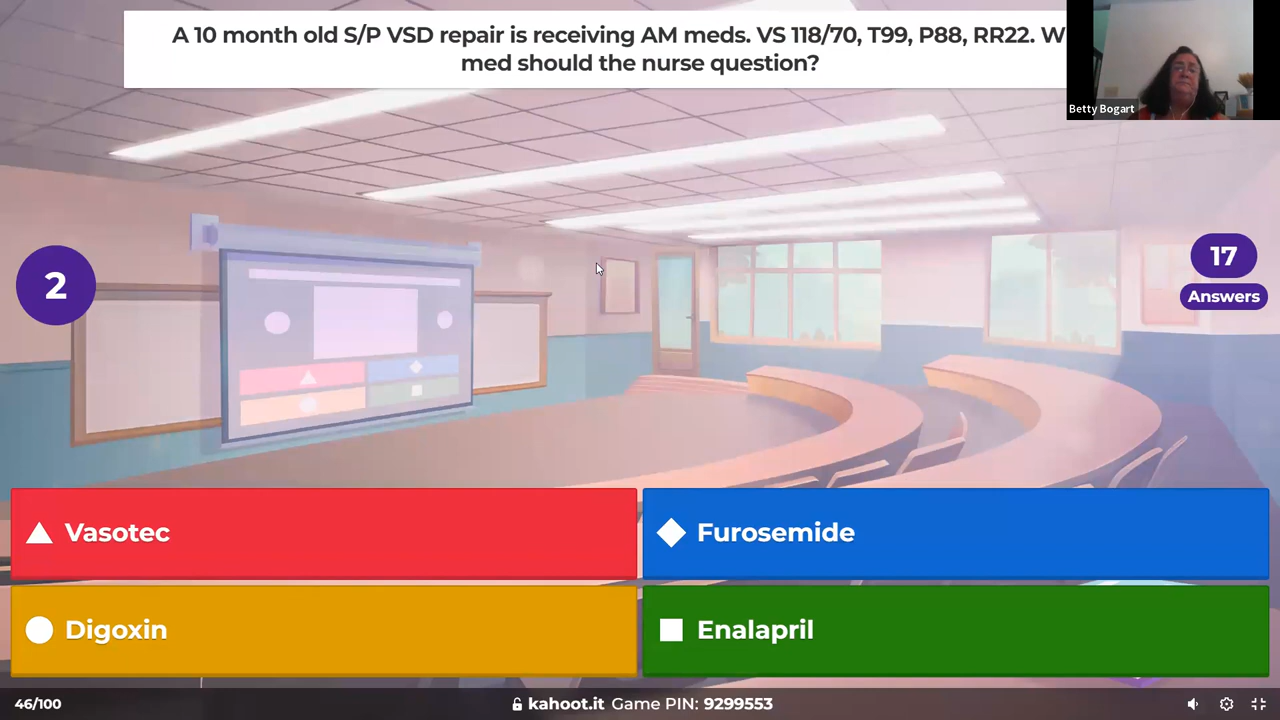 A 10 month old S/P VSD repair is receiving AM meds. VS 118/70, T99, P88, RR22. W
med should the nurse question?
Betty Bogart
2
17
Answers
Vasotec
Furosemide
Digoxin
Enalapril
46/100
kahoot.it Game PIN: 9299553